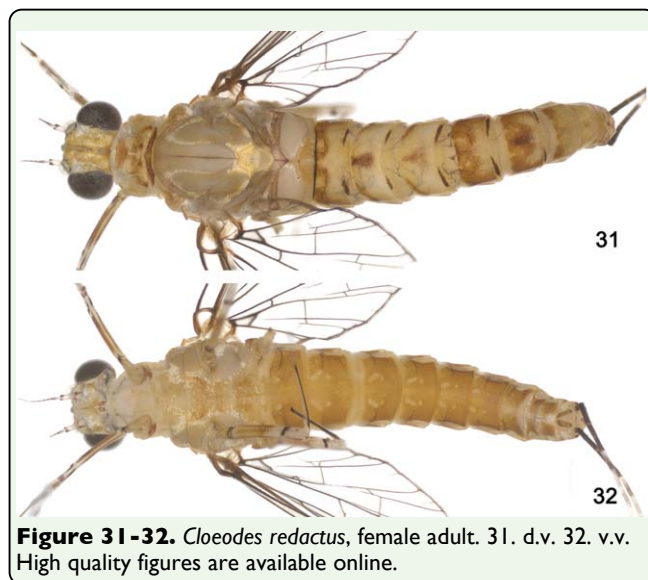 31
32
Figure 31-32. Cloeodes redactus, female adult. 31. d.v. 32. v.v.
High quality figures are available online.